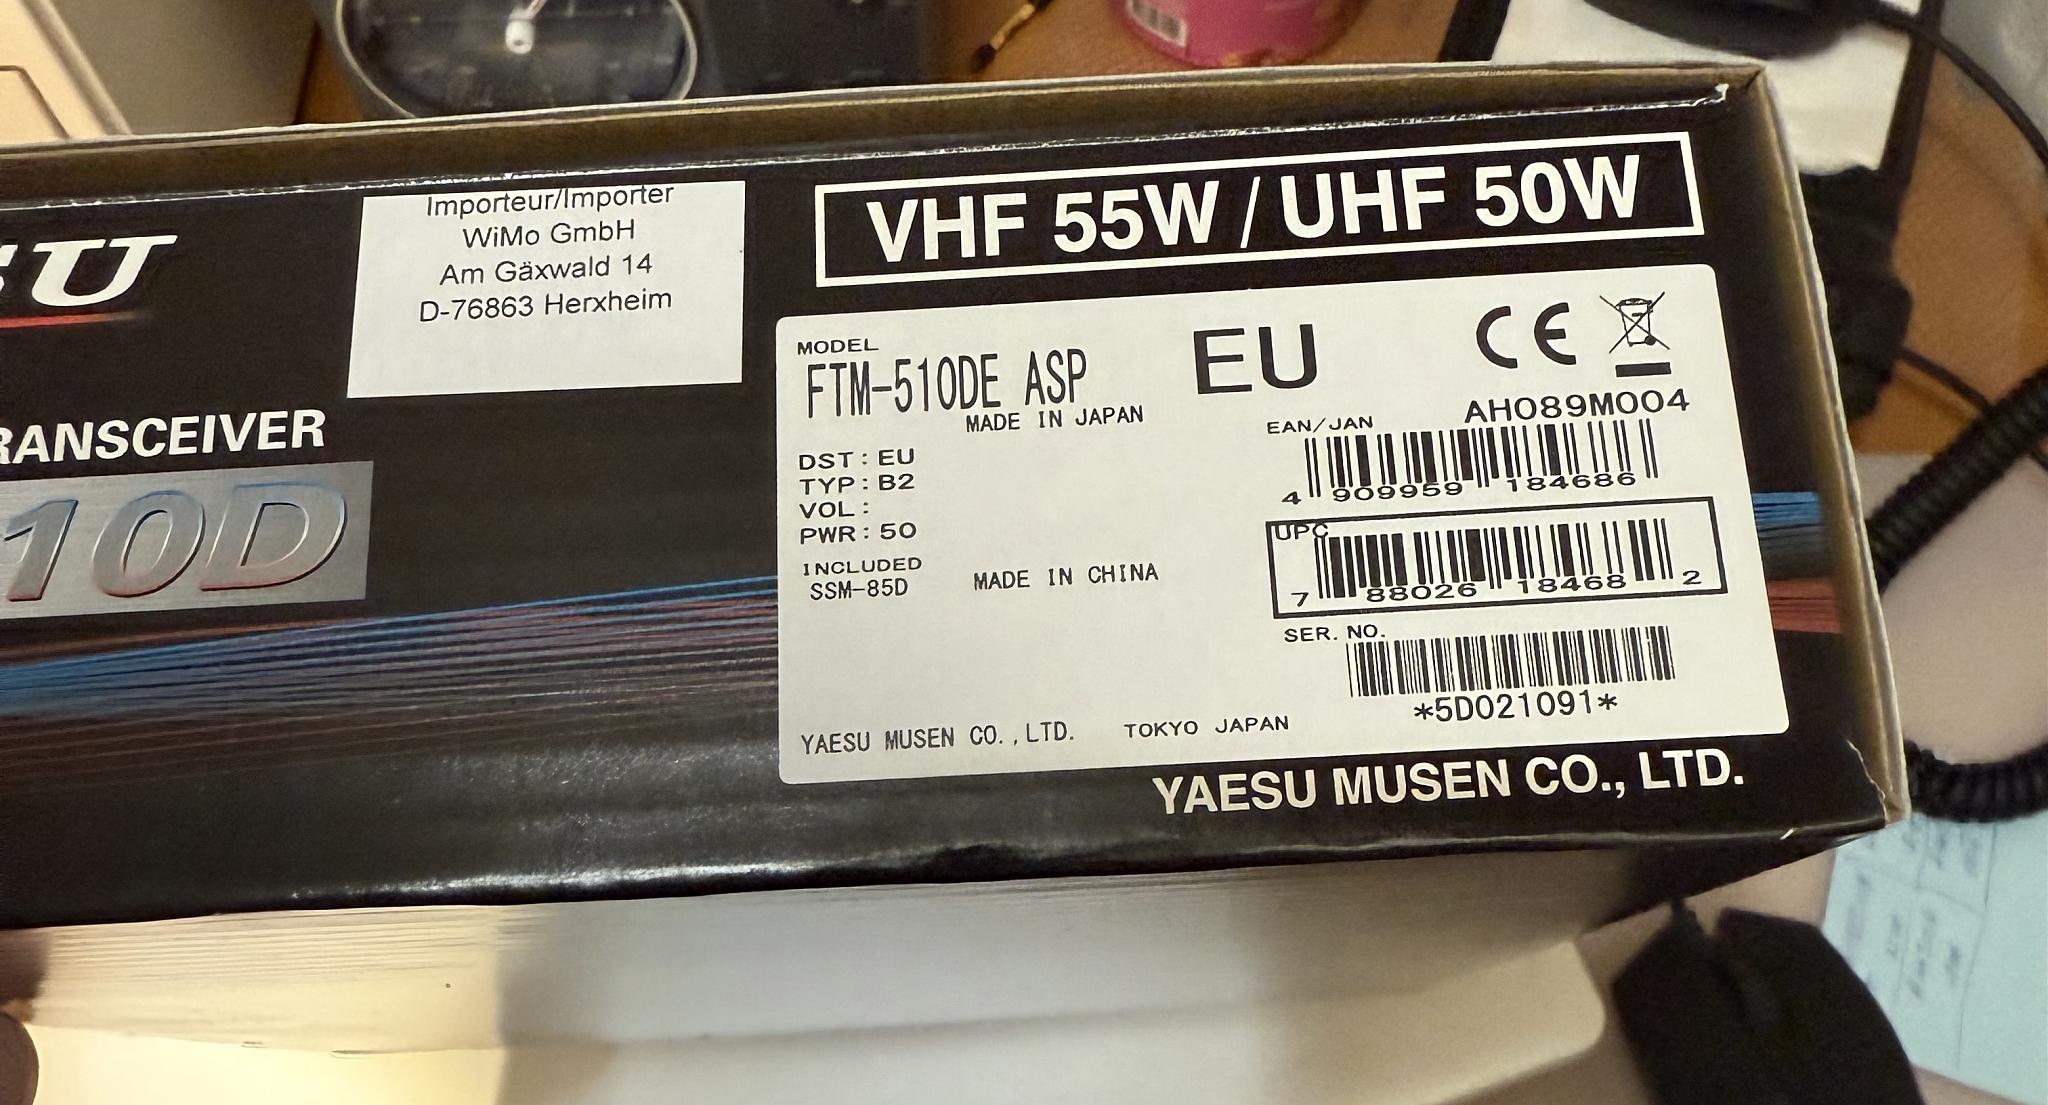 SU
RANSCEIVER
10D
Importeur/Importer
WiMo GmbH
Am Gäxwald 14
D-76863 Herxheim
VHF 55W / UHF 50W
MODEL
FTM-510DE ASP
MADE IN JAPAN
EU
CE
AH089M004
DST: EU
TYP: B2
VOL:
PWR: 50
INCLUDED
SSM-85D
MADE IN CHINA
EAN/JAN
4 909959 184686
UPC
7 88026 18468 2
SER. NO.
*5D021091*
YAESU MUSEN CO.,LTD. TOKYO JAPAN
YAESU MUSEN CO., LTD.